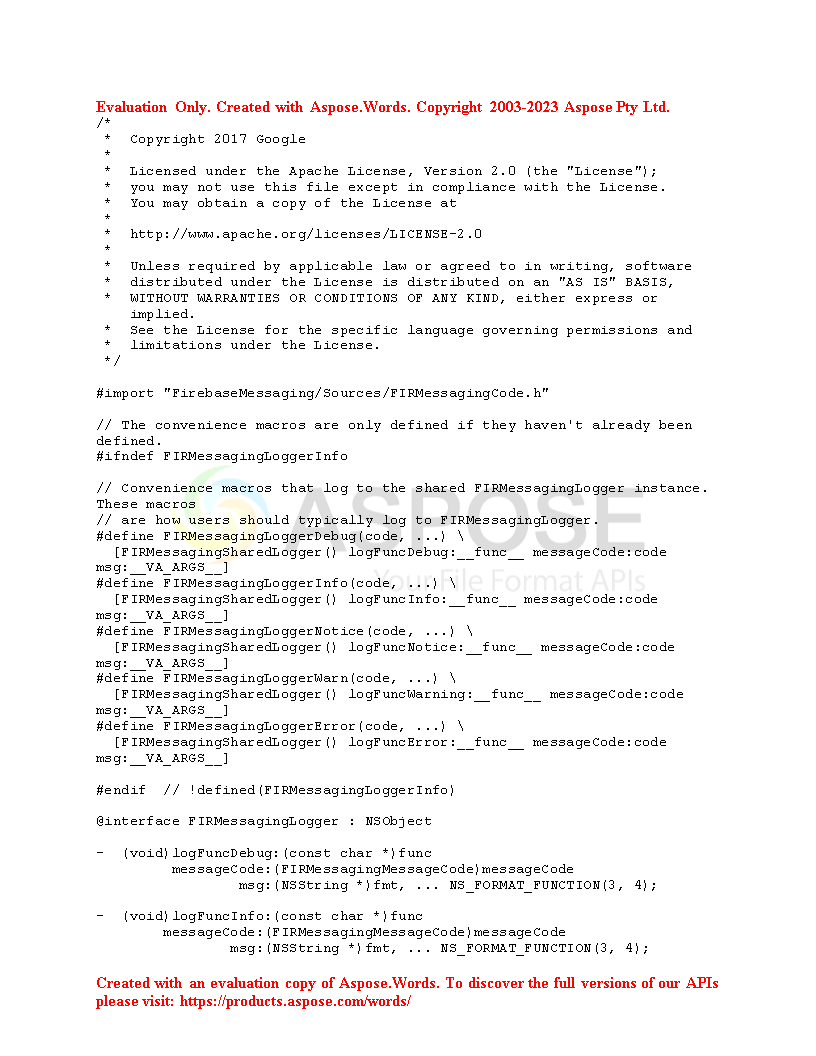 Evaluation Only. Created with Aspose.Words. Copyright 2003-2023 Aspose Pty Ltd.
/*
 *  Copyright 2017 Google
 *
 *  Licensed under the Apache License, Version 2.0 (the "License");
 *  you may not use this file except in compliance with the License.
 *  You may obtain a copy of the License at
 *
 *  http://www.apache.org/licenses/LICENSE-2.0
 *
 *  Unless required by applicable law or agreed to in writing, software
 *  distributed under the License is distributed on an "AS IS" BASIS,
 *  WITHOUT WARRANTIES OR CONDITIONS OF ANY KIND, either express or
    implied.
 *  See the License for the specific language governing permissions and
 *  limitations under the License.
 */

#import "FirebaseMessaging/Sources/FIRMessagingCode.h"

// The convenience macros are only defined if they haven't already been
defined.
#ifndef FIRMessagingLoggerInfo

// Convenience macros that log to the shared FIRMessagingLogger instance.
These macros
// are how users should typically log to FIRMessagingLogger.
ASPOSE
#define FIRMessagingLoggerDebug(code, ...) \
  [FIRMessagingSharedLogger() logFuncDebug:__func__ messageCode:code
msg:__VA_ARGS__]
Your File Format APIs
#define FIRMessagingLoggerInfo(code, ...) \
  [FIRMessagingSharedLogger() logFuncInfo:__func__ messageCode:code
msg:__VA_ARGS__]
#define FIRMessagingLoggerNotice(code, ...) \
  [FIRMessagingSharedLogger() logFuncNotice:__func__ messageCode:code
msg:__VA_ARGS__]
#define FIRMessagingLoggerWarn(code, ...) \
  [FIRMessagingSharedLogger() logFuncWarning:__func__ messageCode:code
msg:__VA_ARGS__]
#define FIRMessagingLoggerError(code, ...) \
  [FIRMessagingSharedLogger() logFuncError:__func__ messageCode:code
msg:__VA_ARGS__]

#endif  // !defined(FIRMessagingLoggerInfo)

@interface FIRMessagingLogger : NSObject

-  (void)logFuncDebug:(const char *)func
         messageCode:(FIRMessagingMessageCode)messageCode
                 msg:(NSString *)fmt, ... NS_FORMAT_FUNCTION(3, 4);

-  (void)logFuncInfo:(const char *)func
        messageCode:(FIRMessagingMessageCode)messageCode
                msg:(NSString *)fmt, ... NS_FORMAT_FUNCTION(3, 4);

Created with an evaluation copy of Aspose.Words. To discover the full versions of our APIs
please visit: https://products.aspose.com/words/